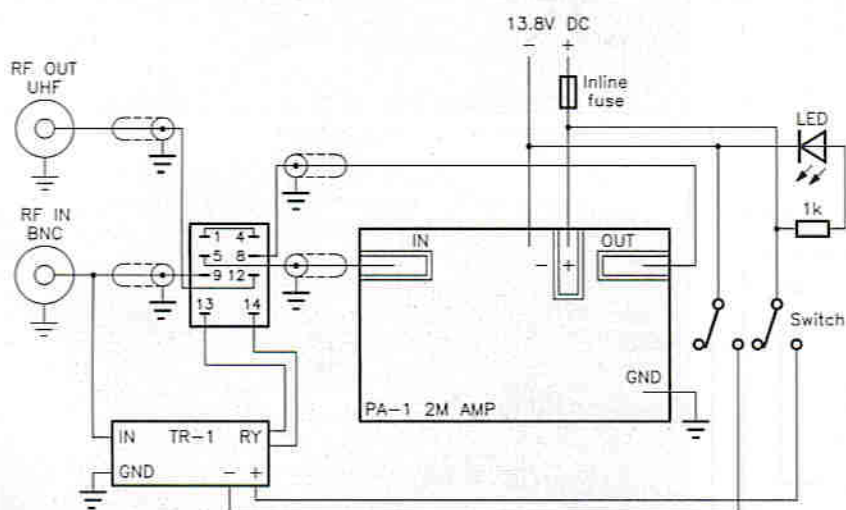 13.8V DC
− +
Inline
fuse
RF OUT
UHF
LED
RF IN
BNC
1k
1 4
5 8
9 12
13 14
IN
− +
OUT
Switch
GND
PA-1 2M AMP
IN TR-1 RY
GND − +